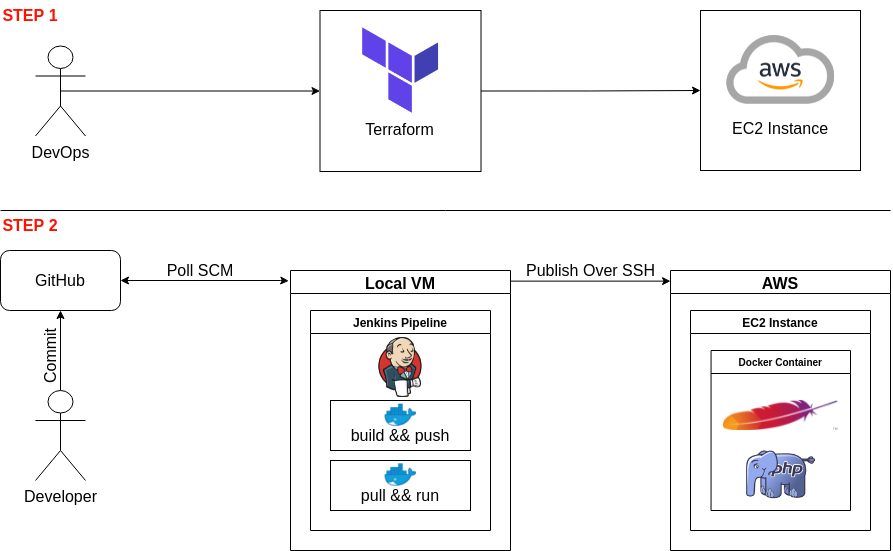 STEP 1
DevOps
Terraform
aws
EC2 Instance
STEP 2
GitHub
Poll SCM
Commit
Developer
Local VM
Jenkins Pipeline
build && push
pull && run
Publish Over SSH
AWS
EC2 Instance
Docker Container
TM
php